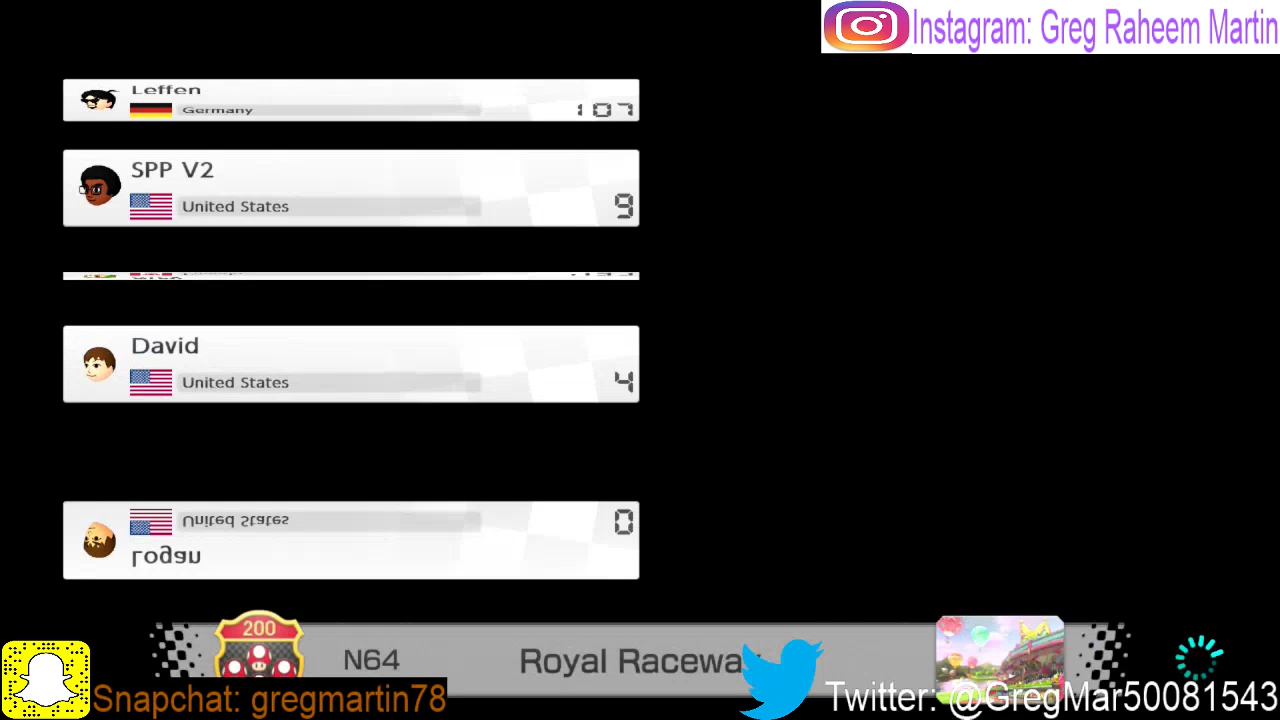 Instagram: Greg Raheem Martin
Leffen
Germany
107
SPP V2
United States
9
David
United States
4
United States
0
Logan
200
N64
Royal Raceway
Snapchat: gregmartin78
Twitter: @GregMar50081543